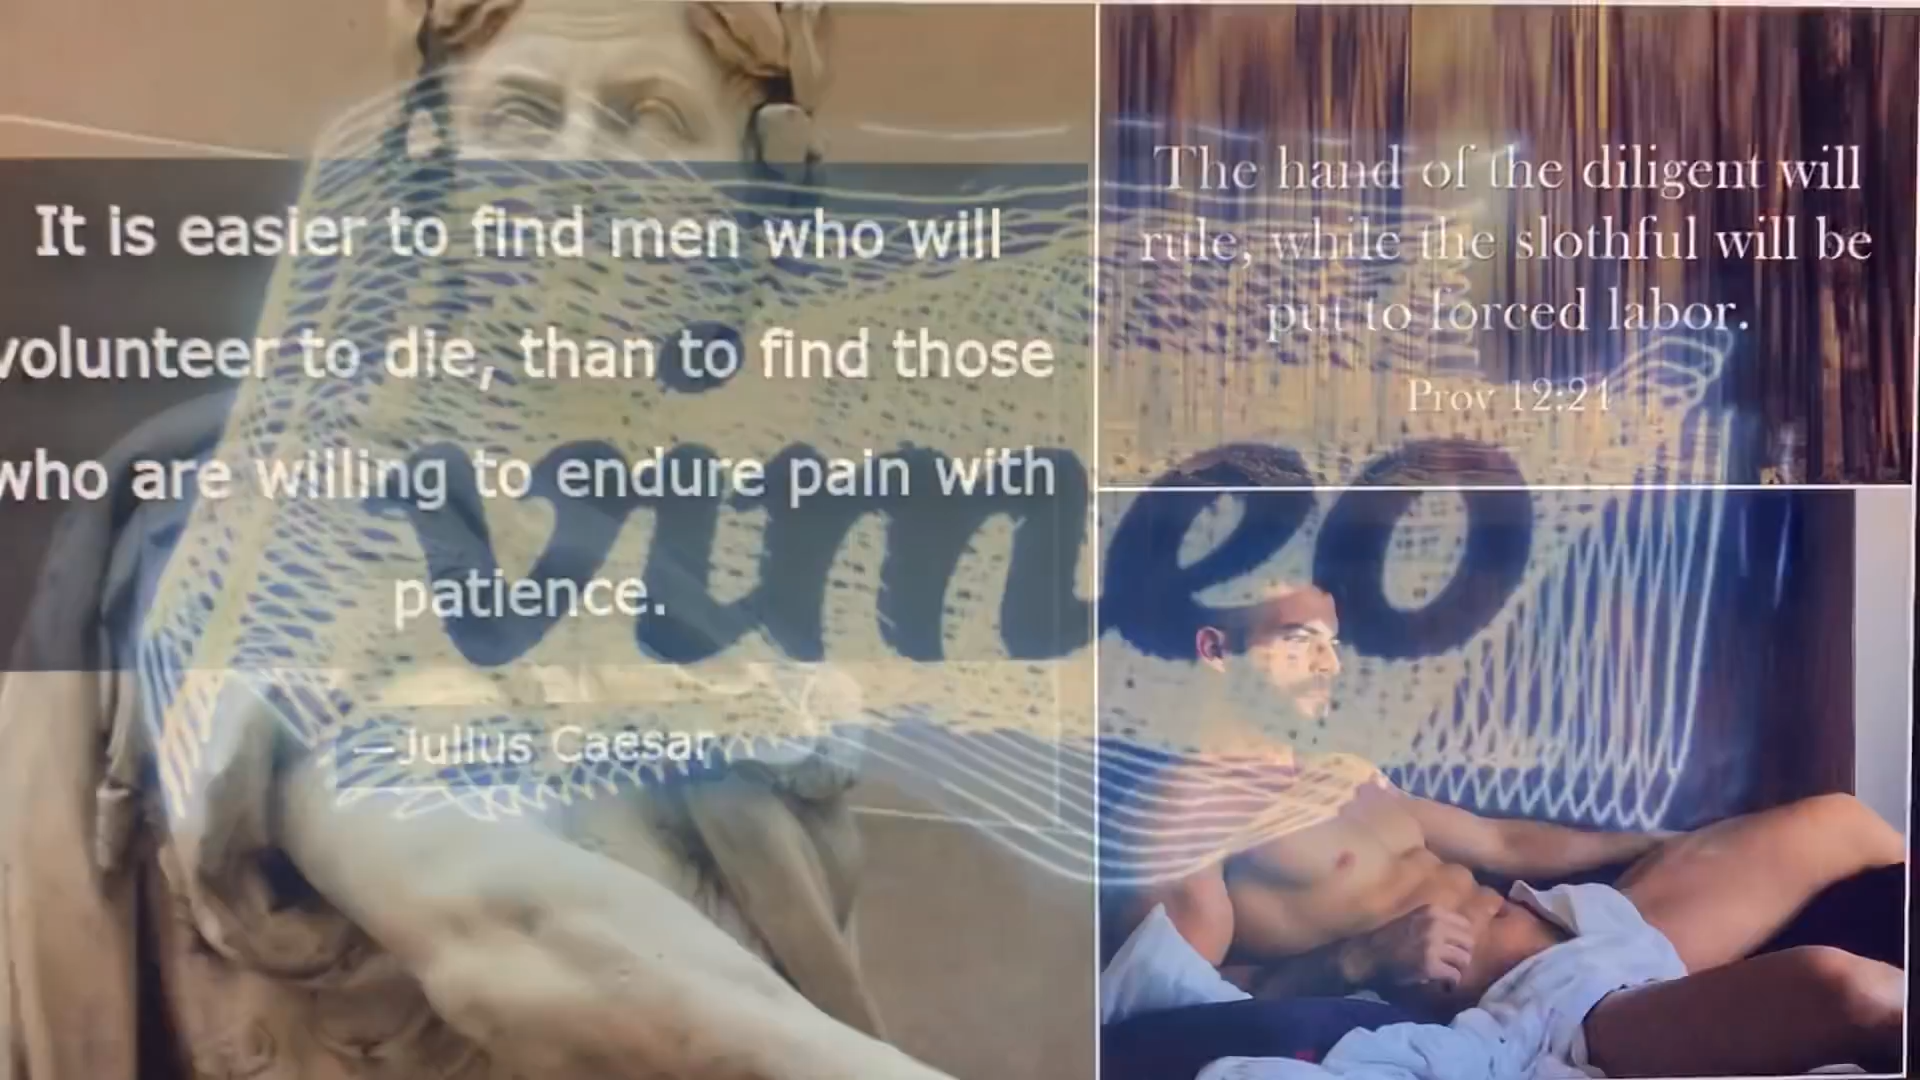 It is easier to find men who will
volunteer to die, than to find those
who are willing to endure pain with
patience.
—Julius Caesar
The hand of the diligent will
rule, while the slothful will be
put to forced labor.
Prov 12:24
vimeo